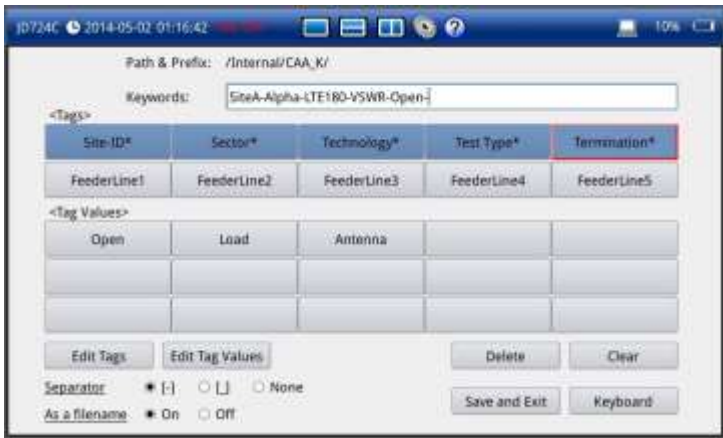 JD724C 2014-05-02 01:16:42 10%
Path & Prefix: /Internal/CAA_K/
Keywords: SiteA-Alpha-LTE180-VSWR-Open-
<Tags>
Site-ID* Sector* Technology* Test Type* Termination*
FeederLine1 FeederLine2 FeederLine3 FeederLine4 FeederLine5
<Tag Values>
Open Load Antenna
Edit Tags Edit Tag Values Delete Clear
Separator [-] [_] None
As a filename On Off
Save and Exit Keyboard